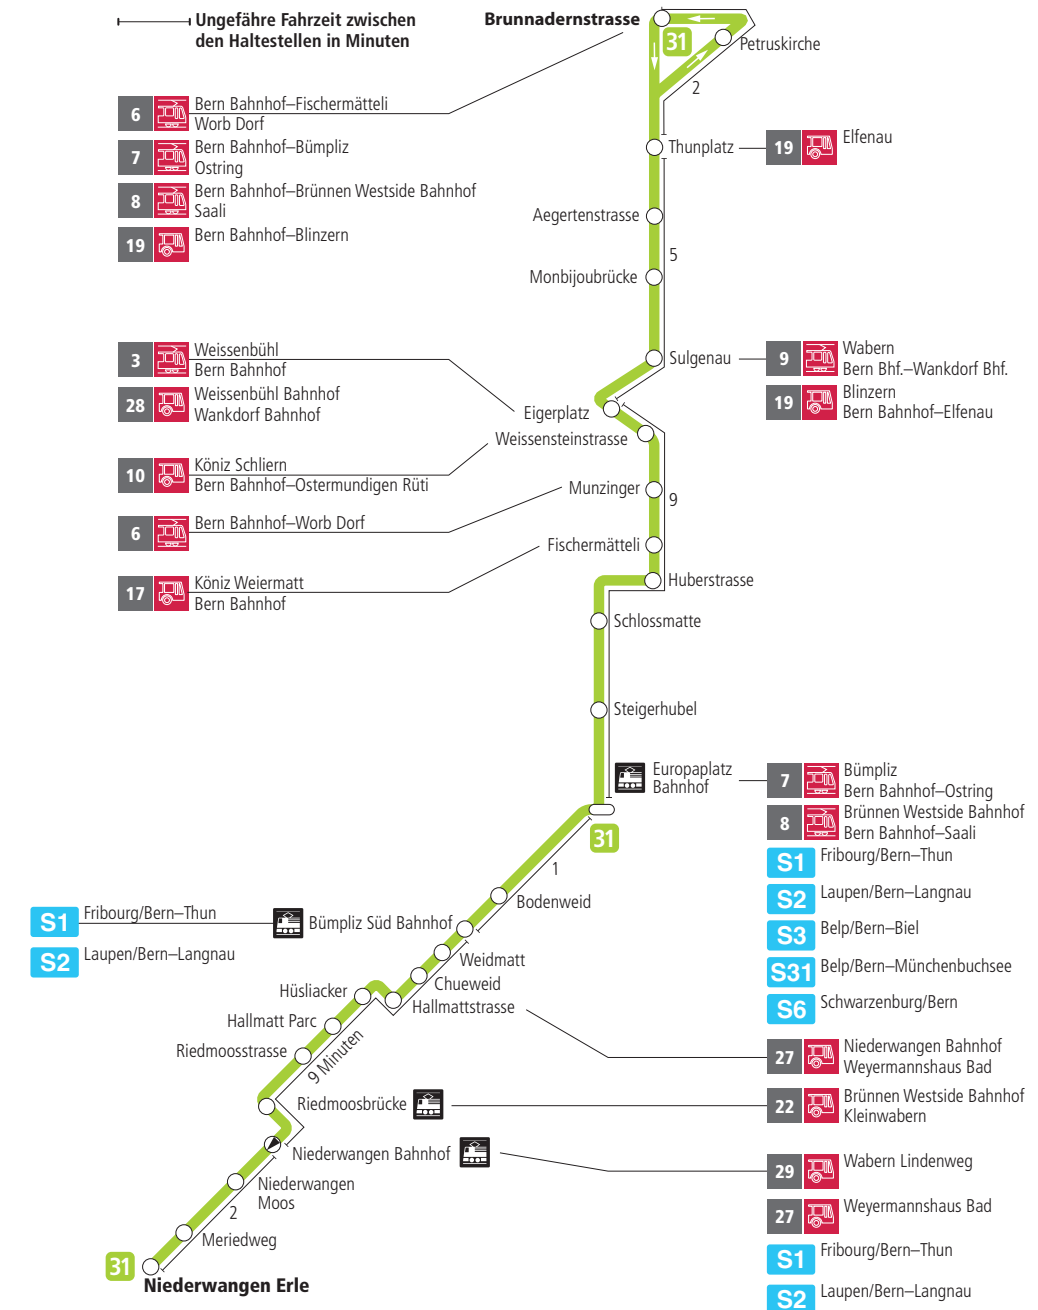 Ungefähre Fahrzeit zwischen
den Haltestellen in Minuten
Brunnadernstrasse
31
Petruskirche
2
6
Bern Bahnhof–Fischermätteli
Worb Dorf
7
Bern Bahnhof–Bümpliz
Ostring
8
Bern Bahnhof–Brünnen Westside Bahnhof
Saali
19
Bern Bahnhof–Blinzern
Thunplatz
19
Elfenau
Aegertenstrasse
5
Monbijoubrücke
Sulgenau
9
Wabern
Bern Bhf.–Wankdorf Bhf.
19
Blinzern
Bern Bahnhof–Elfenau
3
Weissenbühl
Bern Bahnhof
28
Weissenbühl Bahnhof
Wankdorf Bahnhof
Eigerplatz
Weissensteinstrasse
10
Köniz Schliern
Bern Bahnhof–Ostermundigen Rüti
Munzinger
9
6
Bern Bahnhof–Worb Dorf
Fischermätteli
17
Köniz Weiermatt
Bern Bahnhof
Huberstrasse
Schlossmatte
Steigerhubel
Europaplatz
Bahnhof
7
Bümpliz
Bern Bahnhof–Ostring
8
Brünnen Westside Bahnhof
Bern Bahnhof–Saali
S1
Fribourg/Bern–Thun
S2
Laupen/Bern–Langnau
S3
Belp/Bern–Biel
S31
Belp/Bern–Münchenbuchsee
S6
Schwarzenburg/Bern
31
1
Bodenweid
S1
Fribourg/Bern–Thun
S2
Laupen/Bern–Langnau
Bümpliz Süd Bahnhof
Weidmatt
Chueweid
Hallmattstrasse
27
Niederwangen Bahnhof
Weyermannshaus Bad
Hüsliacker
Hallmatt Parc
Riedmoosstrasse
9 Minuten
Riedmoosbrücke
22
Brünnen Westside Bahnhof
Kleinwabern
Niederwangen Bahnhof
29
Wabern Lindenweg
27
Weyermannshaus Bad
S1
Fribourg/Bern–Thun
S2
Laupen/Bern–Langnau
Niederwangen
Moos
2
Meriedweg
31
Niederwangen Erle